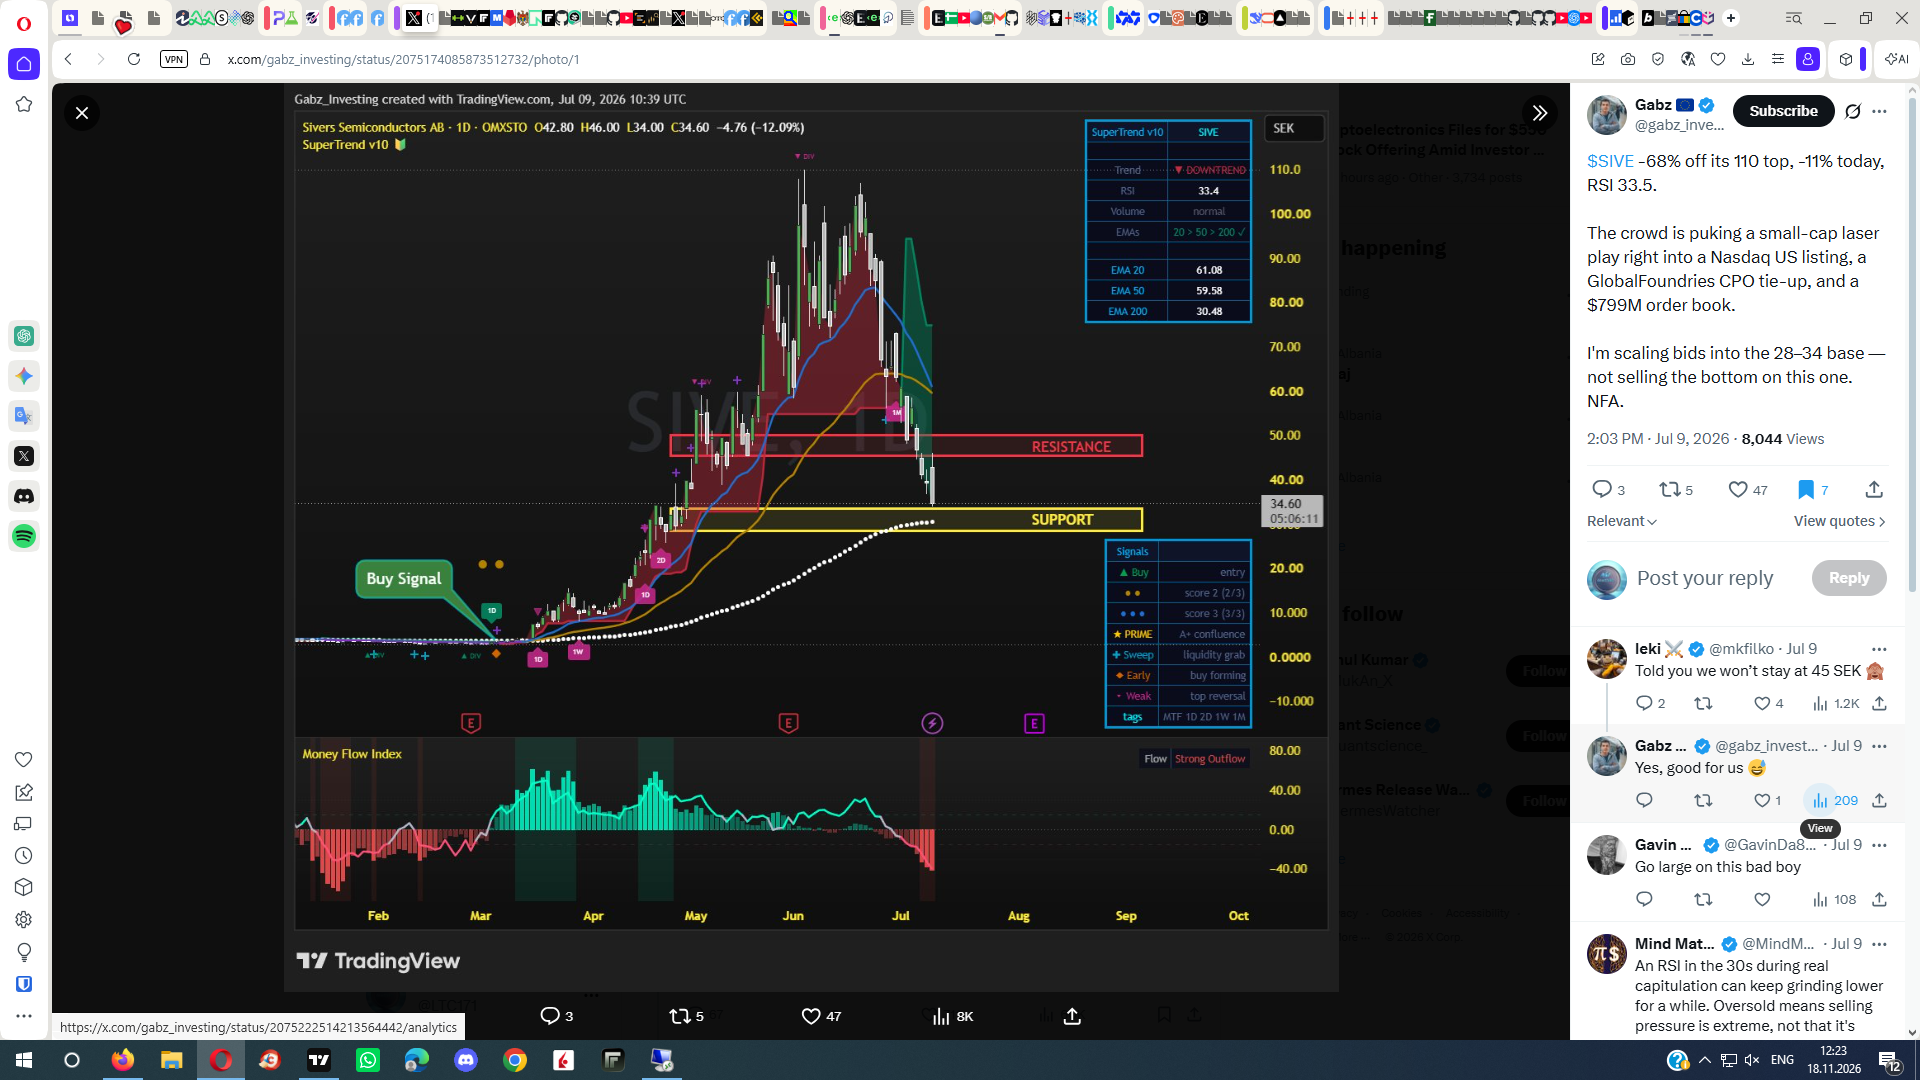 VPN
x.com/gabz_investing/status/2075174085873512732/photo/1
AI
Gabz_Investing created with TradingView.com, Jul 09, 2026 10:39 UTC
Sivers Semiconductors AB · 1D · OMXSTO O42.80 H46.00 L34.00 C34.60 −4.76 (−12.09%)
SuperTrend v10
SEK
SuperTrend v10 SIVE
Trend ▼ DOWNTREND
RSI 33.4
Volume normal
EMAs 20 > 50 > 200 ✓
EMA 20 61.08
EMA 50 59.58
EMA 200 30.48
110.0
100.00
90.00
80.00
70.00
60.00
50.00
40.00
34.60
05:06:11
20.00
10.000
0.0000
−10.000
▼ DIV
SIVE, 1D
RESISTANCE
SUPPORT
1M
2D
1D
Buy Signal
1D
1D
1W
▲ DIV
E
E
E
Signals
▲ Buy entry
●● score 2 (2/3)
●●● score 3 (3/3)
★ PRIME A+ confluence
+ Sweep liquidity grab
◆ Early buy forming
Weak top reversal
tags MTF 1D 2D 1W 1M
Money Flow Index
Flow Strong Outflow
80.00
40.00
0.00
−40.00
Feb Mar Apr May Jun Jul Aug Sep Oct
TradingView
3 5 47 8K
https://x.com/gabz_investing/status/2075222514213564442/analytics
Gabz
@gabz_inve...
Subscribe
$SIVE -68% off its 110 top, -11% today,
RSI 33.5.
The crowd is puking a small-cap laser
play right into a Nasdaq US listing, a
GlobalFoundries CPO tie-up, and a
$799M order book.
I'm scaling bids into the 28–34 base —
not selling the bottom on this one.
NFA.
2:03 PM · Jul 9, 2026 · 8,044 Views
3 5 47 7
Relevant
View quotes
Post your reply
Reply
leki @mkfilko · Jul 9
Told you we won't stay at 45 SEK
2 4 1.2K
Gabz ... @gabz_invest... · Jul 9
Yes, good for us
1 209
View
Gavin ... @GavinDa8... · Jul 9
Go large on this bad boy
108
Mind Mat... @MindM... · Jul 9
An RSI in the 30s during real
capitulation can keep grinding lower
for a while. Oversold means selling
pressure is extreme, not that it's
ENG
12:23
18.11.2026
12